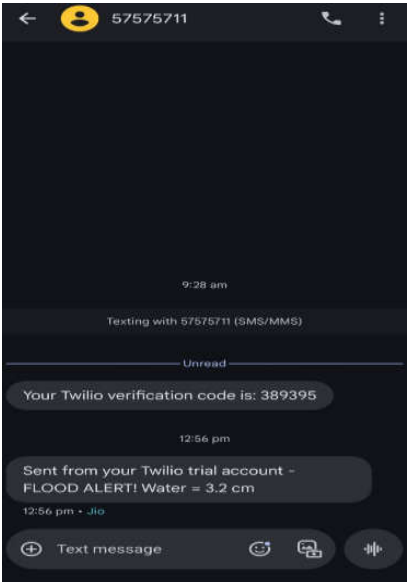 57575711
9:28 am
Texting with 57575711 (SMS/MMS)
Unread
Your Twilio verification code is: 389395
12:56 pm
Sent from your Twilio trial account -
FLOOD ALERT! Water = 3.2 cm
12:56 pm • Jio
Text message